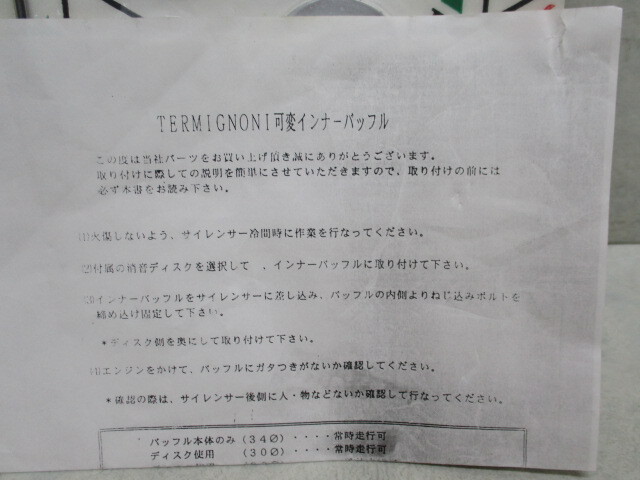 TERMIGNONI可変インナーバッフル
この度は当社パーツをお買い上げ頂き誠にありがとうございます。
取り付けに際しての説明を簡単にさせていただきますので、取り付けの前には
必ず本書をお読み下さい。
(1)火傷しないよう、サイレンサー冷間時に作業を行なってください。
(2)付属の消音ディスクを選択して 、インナーバッフルに取り付けて下さい。
(3)インナーバッフルをサイレンサーに差し込み、バッフルの内側よりねじ込みボルトを
締め込け固定して下さい。
*ディスク側を奥にして取り付けて下さい。
(4)エンジンをかけて、バッフルにガタつきがないか確認してください。
*確認の際は、サイレンサー後側に人・物などないか確認して行なってください。
バッフル本体のみ(34∅)・・・・常時走行可
ディスク使用 (30∅)・・・・常時走行可